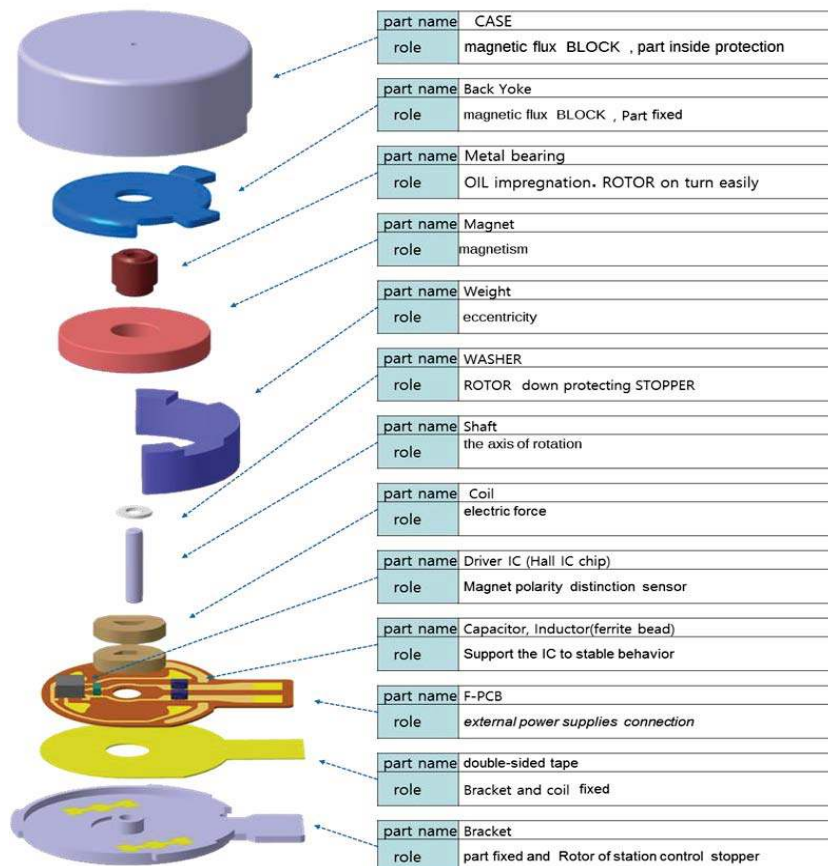 part name CASE
role magnetic flux BLOCK , part inside protection
part name Back Yoke
role magnetic flux BLOCK , Part fixed
part name Metal bearing
role OIL impregnation. ROTOR on turn easily
part name Magnet
role magnetism
part name Weight
role eccentricity
part name WASHER
role ROTOR down protecting STOPPER
part name Shaft
role the axis of rotation
part name Coil
role electric force
part name Driver IC (Hall IC chip)
role Magnet polarity distinction sensor
part name Capacitor, Inductor(ferrite bead)
role Support the IC to stable behavior
part name F-PCB
role external power supplies connection
part name double-sided tape
role Bracket and coil fixed
part name Bracket
role part fixed and Rotor of station control stopper